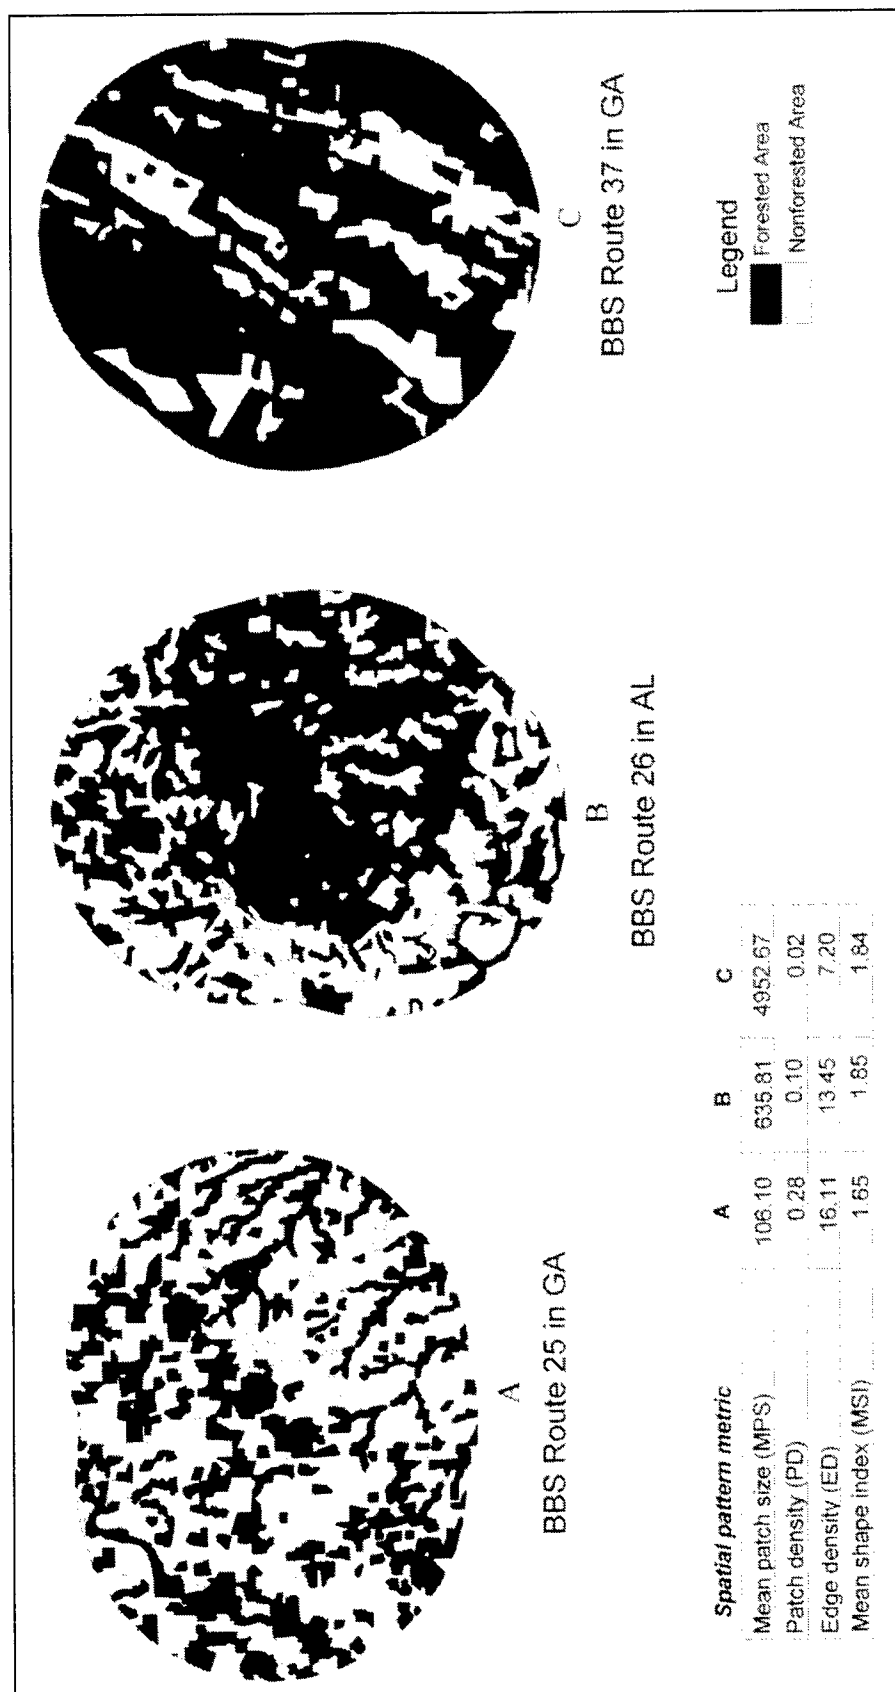 A
BBS Route 25 in GA
B
BBS Route 26 in AL
C
BBS Route 37 in GA
Legend
Forested Area
Nonforested Area
Spatial pattern metric A B C
Mean patch size (MPS) 106.10 635.81 4952.67
Patch density (PD) 0.28 0.10 0.02
Edge density (ED) 16.11 13.45 7.20
Mean shape index (MSI) 1.65 1.85 1.84